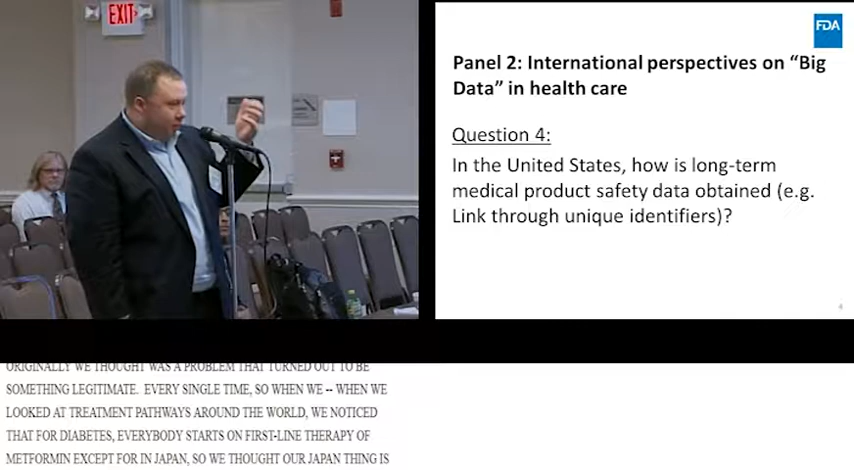 EXIT
FDA
Panel 2: International perspectives on “Big
Data” in health care
Question 4:
In the United States, how is long-term
medical product safety data obtained (e.g.
Link through unique identifiers)?
4
ORIGINALLY WE THOUGHT WAS A PROBLEM THAT TURNED OUT TO BE
SOMETHING LEGITIMATE.  EVERY SINGLE TIME, SO WHEN WE -- WHEN WE
LOOKED AT TREATMENT PATHWAYS AROUND THE WORLD, WE NOTICED
THAT FOR DIABETES, EVERYBODY STARTS ON FIRST-LINE THERAPY OF
METFORMIN EXCEPT FOR IN JAPAN, SO WE THOUGHT OUR JAPAN THING IS